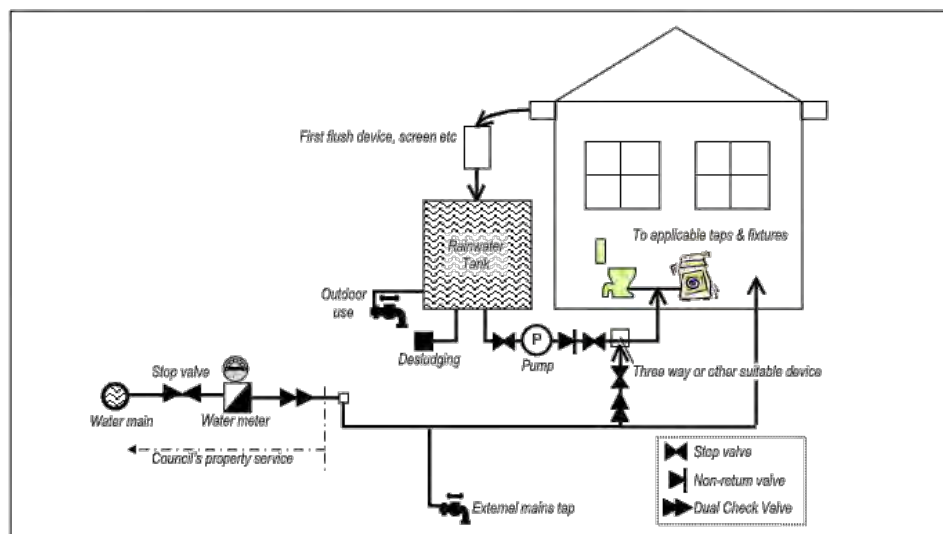 First flush device, screen etc
To applicable taps & fixtures
Rainwater
Tank
Outdoor
use
Desludging
P
Pump
Three way or other suitable device
Stop valve
Water main
Water meter
Council's property service
External mains tap
Stop valve
Non-return valve
Dual Check Valve